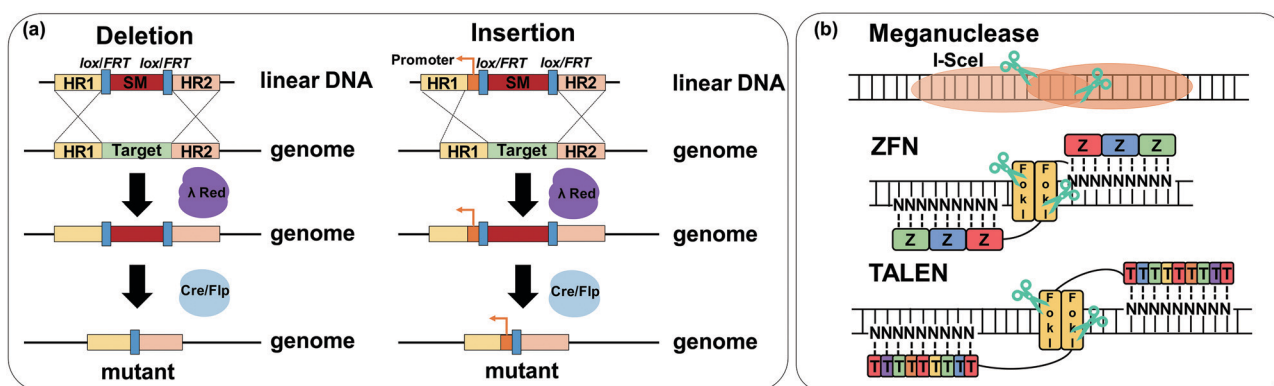 (a)
Deletion
lox/FRT lox/FRT
HR1 SM HR2
linear DNA
HR1 Target HR2
genome
λ Red
genome
Cre/Flp
genome
mutant
Insertion
Promoter lox/FRT lox/FRT
HR1 SM HR2
linear DNA
HR1 Target HR2
genome
λ Red
genome
Cre/Flp
genome
mutant
(b)
Meganuclease
I-SceI
ZFN
Z Z Z
FokI FokI
NNNNNNNNN
NNNNNNNNN
Z Z Z
TALEN
TTTTTTTTT
FokI FokI
NNNNNNNNN
NNNNNNNNN
TTTTTTTTT